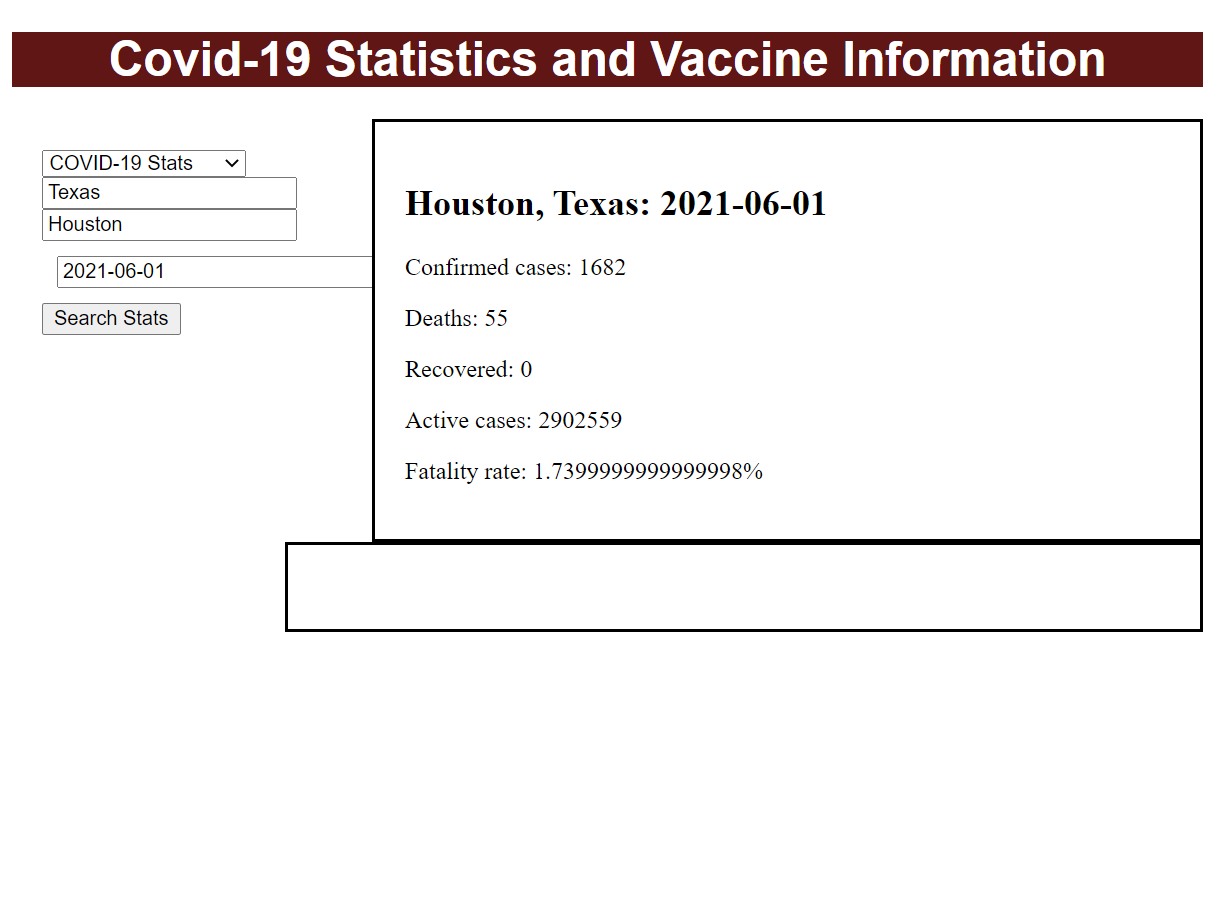 Covid-19 Statistics and Vaccine Information
COVID-19 Stats
Texas
Houston
2021-06-01
Search Stats
Houston, Texas: 2021-06-01
Confirmed cases: 1682
Deaths: 55
Recovered: 0
Active cases: 2902559
Fatality rate: 1.7399999999999998%